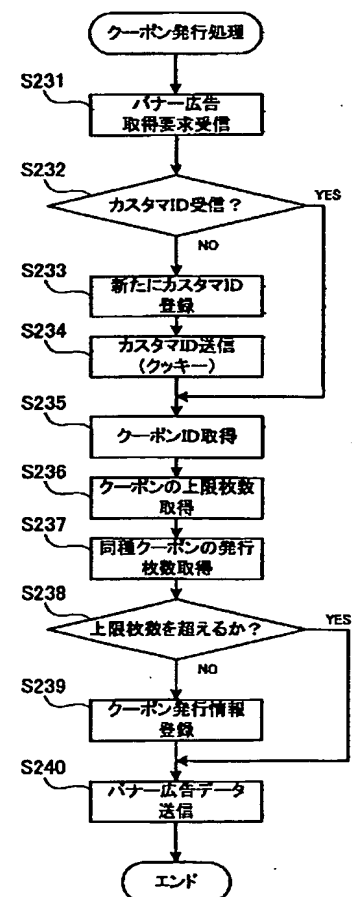 クーポン発行処理
S231
バナー広告
取得要求受信
S232
カスタマID受信？
YES
NO
S233
新たにカスタマID
登録
S234
カスタマID送信
(クッキー)
S235
クーポンID取得
S236
クーポンの上限枚数
取得
S237
同種クーポンの発行
枚数取得
S238
上限枚数を超えるか？
YES
NO
S239
クーポン発行情報
登録
S240
バナー広告データ
送信
エンド